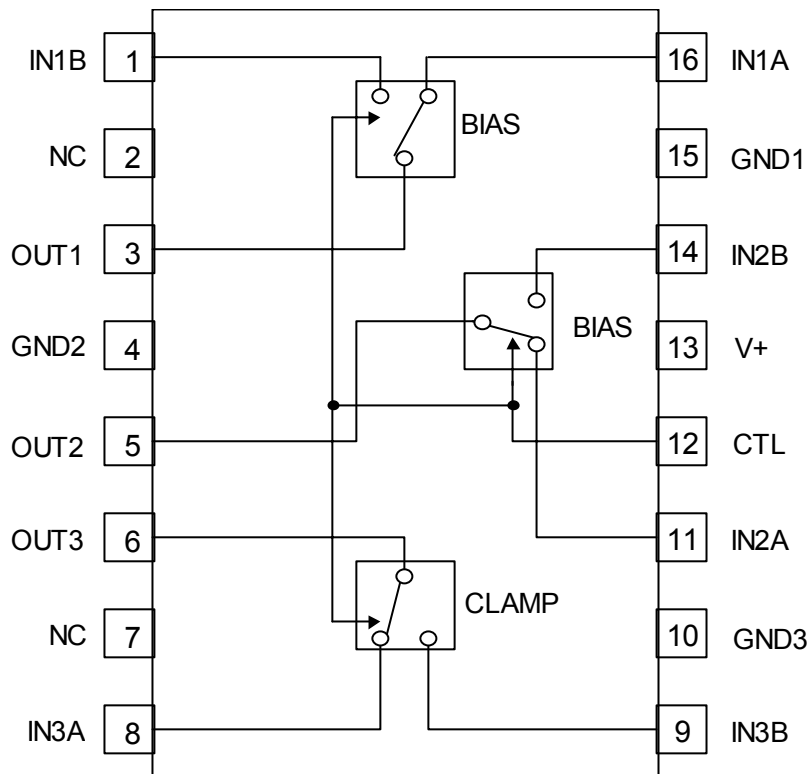 IN1B 1 16 IN1A
BIAS
NC 2 15 GND1
OUT1 3 14 IN2B
BIAS
GND2 4 13 V+
OUT2 5 12 CTL
OUT3 6 11 IN2A
CLAMP
NC 7 10 GND3
IN3A 8 9 IN3B